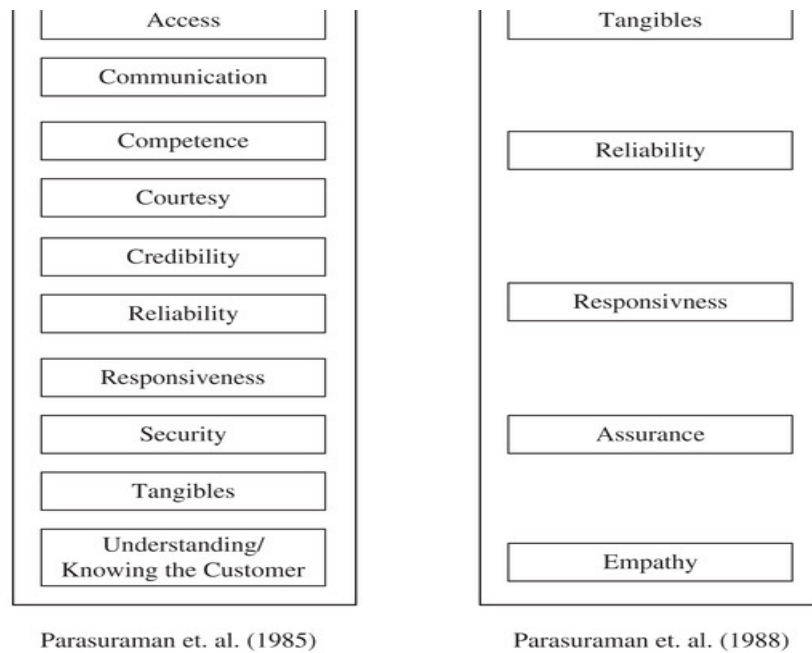 Access
Communication
Competence
Courtesy
Credibility
Reliability
Responsiveness
Security
Tangibles
Understanding/
Knowing the Customer
Parasuraman et. al. (1985)
Tangibles
Reliability
Responsivness
Assurance
Empathy
Parasuraman et. al. (1988)